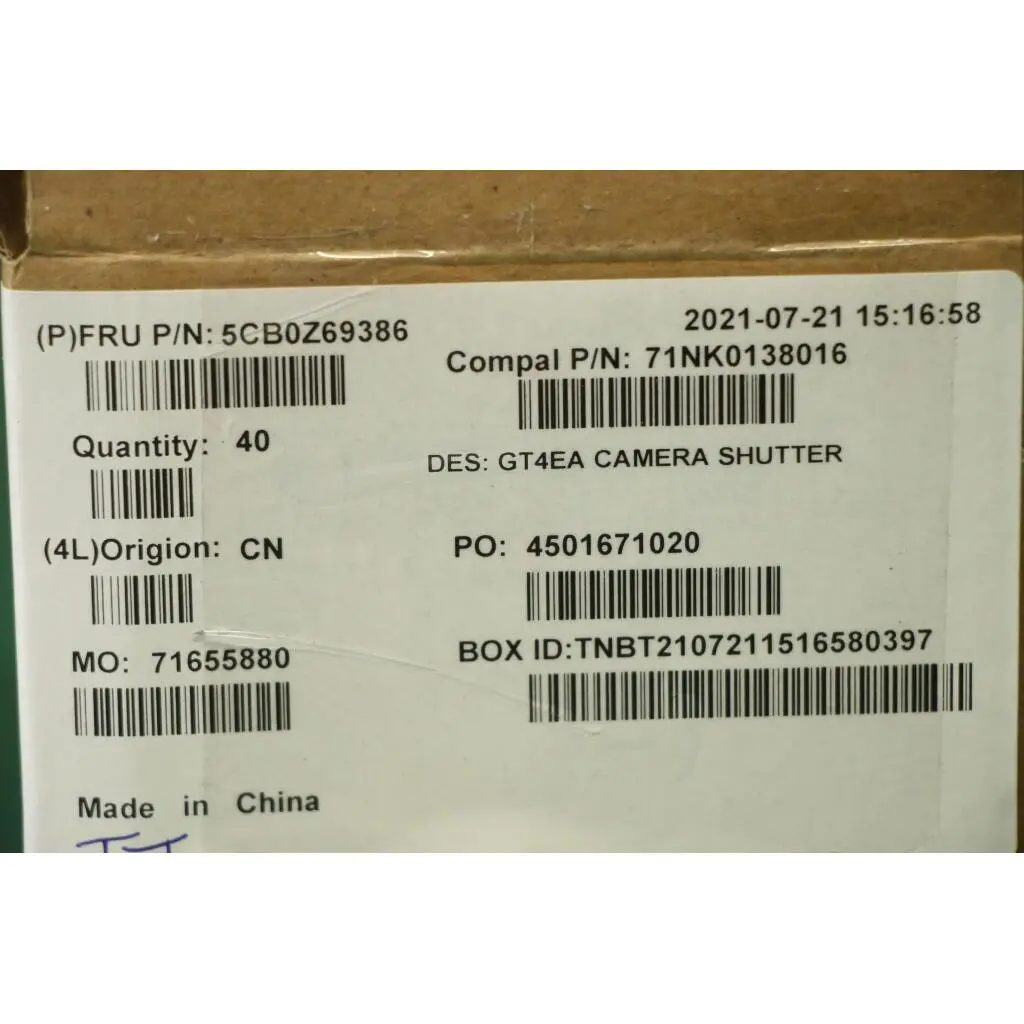 (P)FRU P/N: 5CB0Z69386
2021-07-21 15:16:58
Compal P/N: 71NK0138016
Quantity: 40
DES: GT4EA CAMERA SHUTTER
(4L)Origion: CN
PO: 4501671020
MO: 71655880
BOX ID:TNBT2107211516580397
Made in China